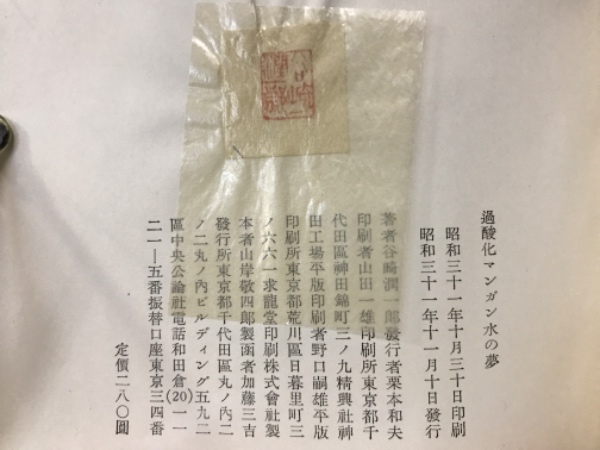 過酸化マンガン水の夢
昭和三十一年十月三十日印刷
昭和三十一年十一月十日發行
著者谷崎潤一郎發行者栗本和夫
印刷者山田一雄印刷所東京都千
代田區神田錦町三ノ九精興社神
田工場平版印刷者野口嗣雄平版
印刷所東京都荒川區日暮里町三
ノ六六一求龍堂印刷株式會社製
本者山岸敬四郎製函者加藤三吉
發行所東京都千代田區丸ノ內二
ノ二丸ノ內ビルディング五九二
區中央公論社電話和田倉(20)一一
二一—五番振替口座東京三四番
定價二八〇圓